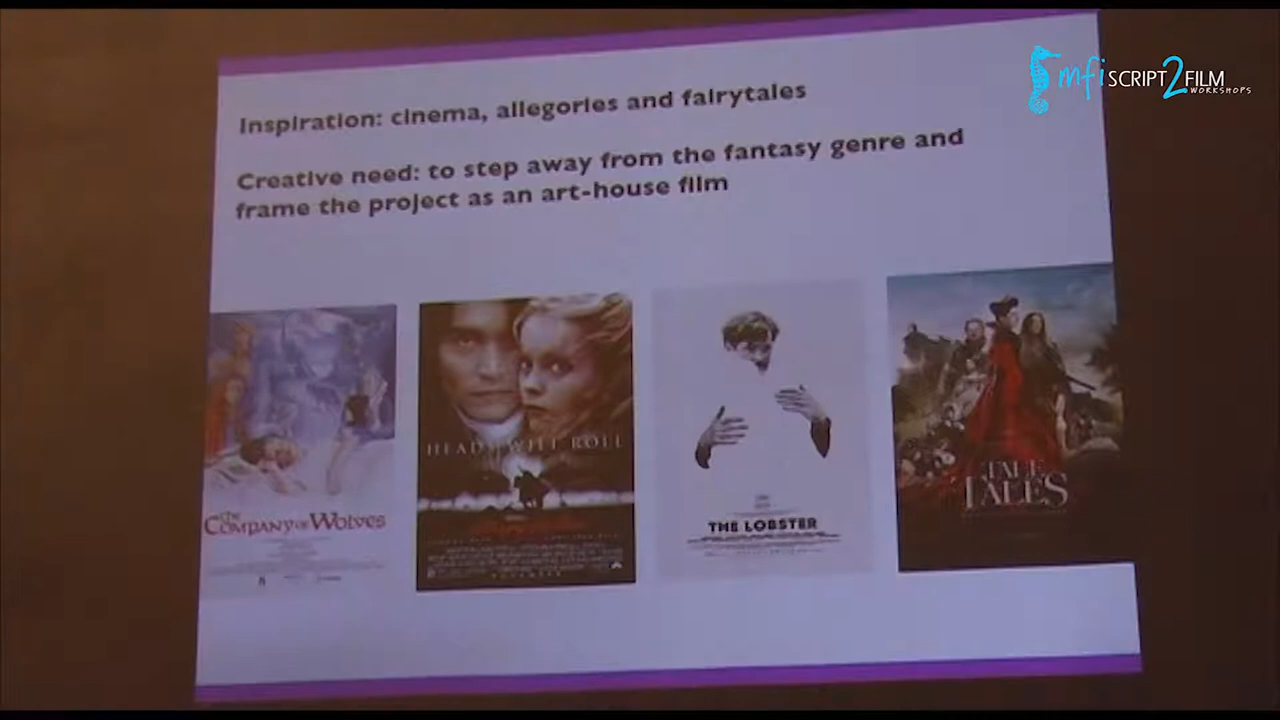 mfi SCRIPT2FILM
WORKSHOPS
Inspiration: cinema, allegories and fairytales
Creative need: to step away from the fantasy genre and
frame the project as an art-house film
The
COMPANY OF WOLVES
HEADS WILL ROLL
THE LOBSTER
TALE
OF
TALES